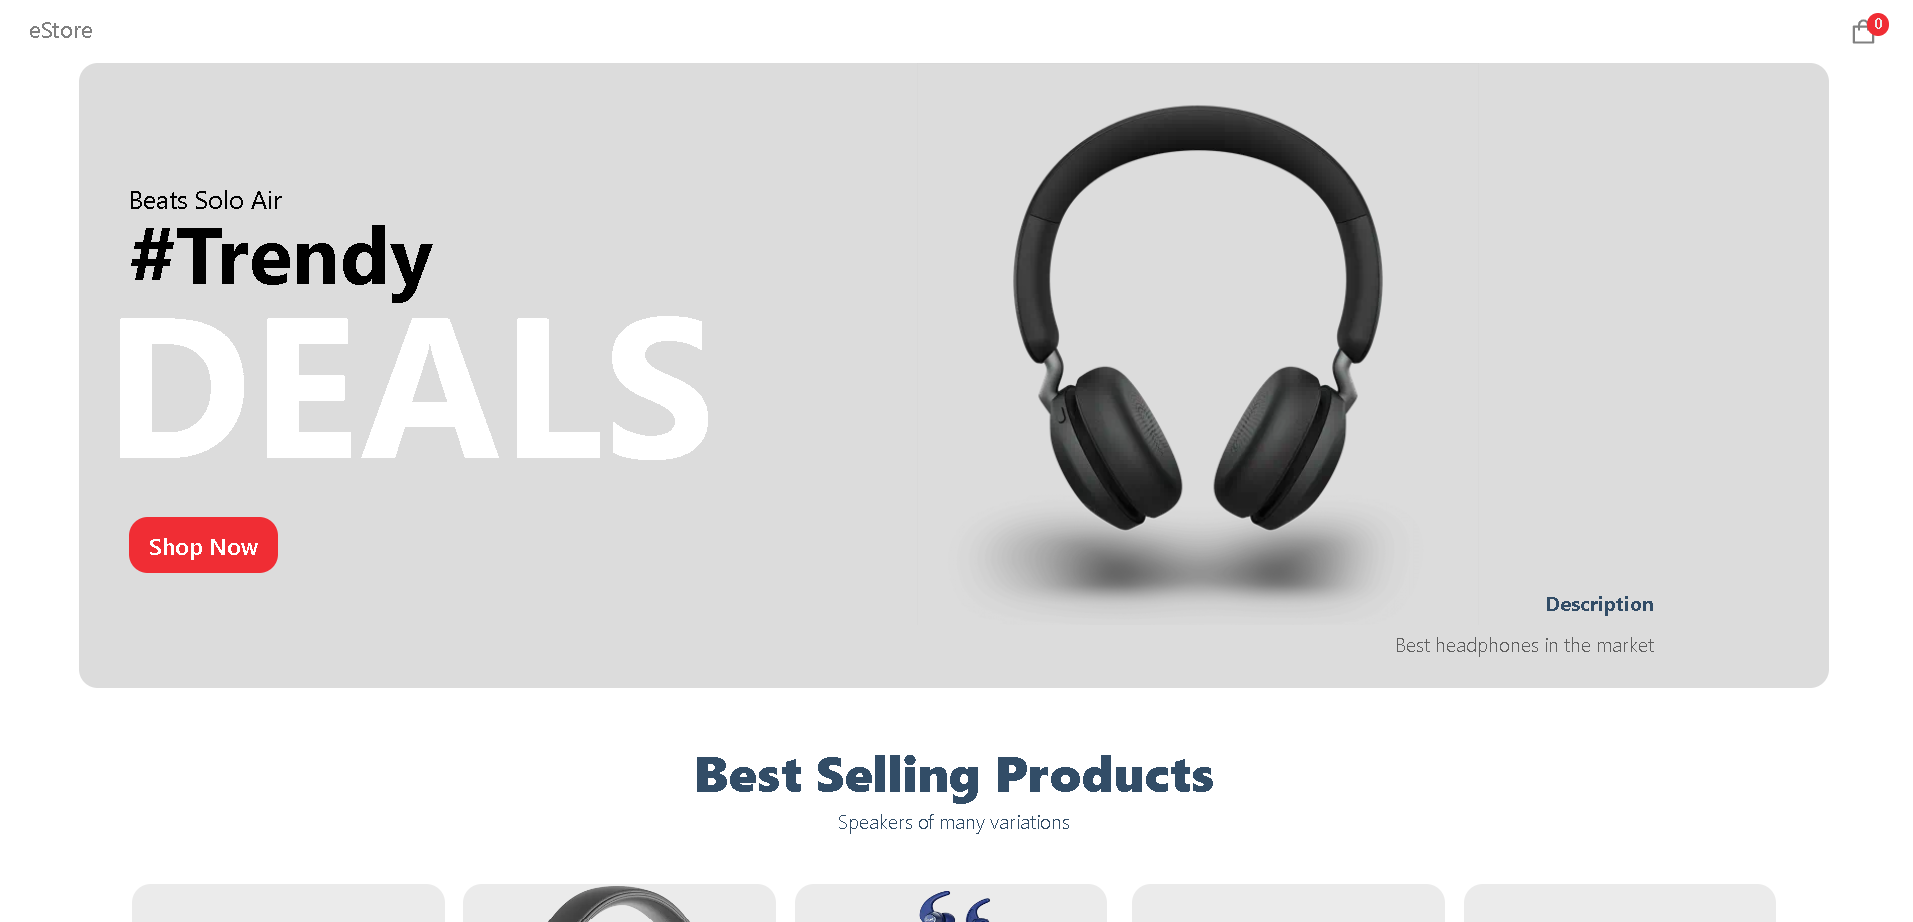 eStore
0
Beats Solo Air
#Trendy
DEALS
Shop Now
Description
Best headphones in the market
Best Selling Products
Speakers of many variations